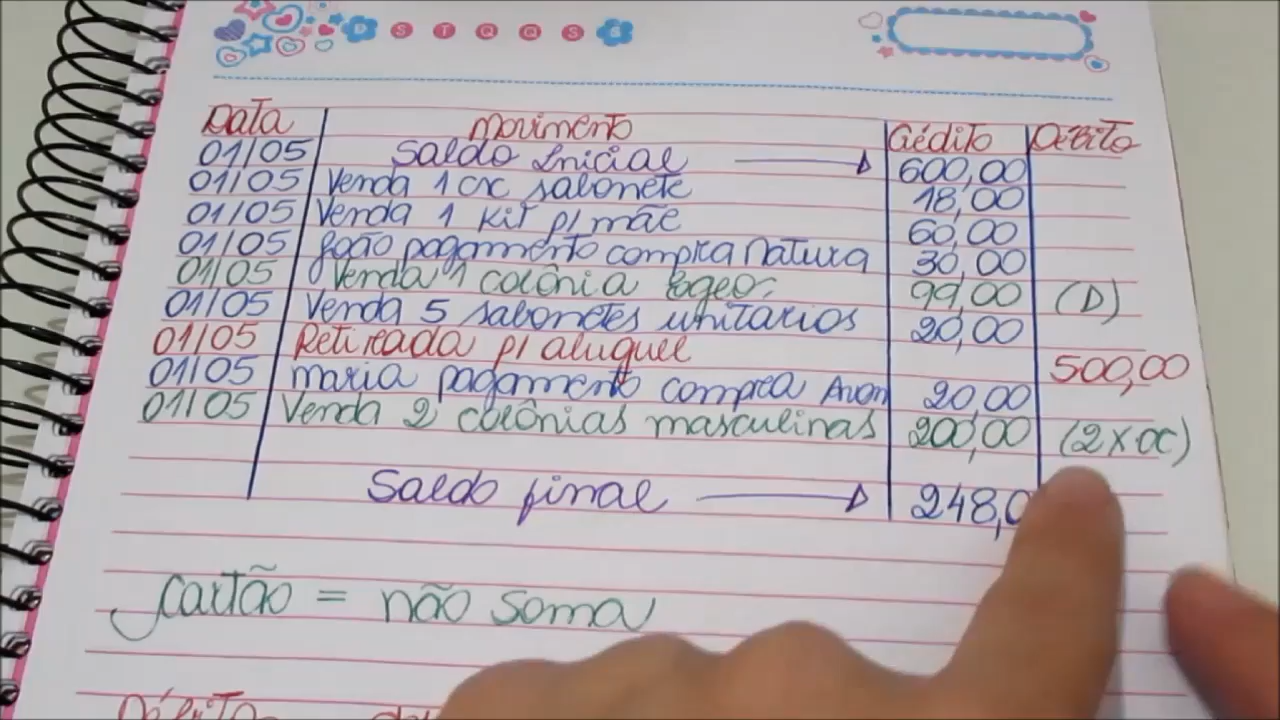 D S T Q Q S S
Data Movimento Crédito Débito
01/05 Saldo Inicial 600,00
01/05 Venda 1 cx sabonete 18,00
01/05 Venda 1 Kit p/ mãe 60,00
01/05 João pagamento compra Natura 30,00
01/05 Venda 1 colônia 99,00 (D)
01/05 Venda 5 sabonetes unitarios 20,00
01/05 Retirada p/ aluguel 500,00
01/05 maria pagamento compra Avon 20,00
01/05 Venda 2 colônias masculinas 200,00 (2x
Saldo final 248,0
Cartão = não soma
Débito